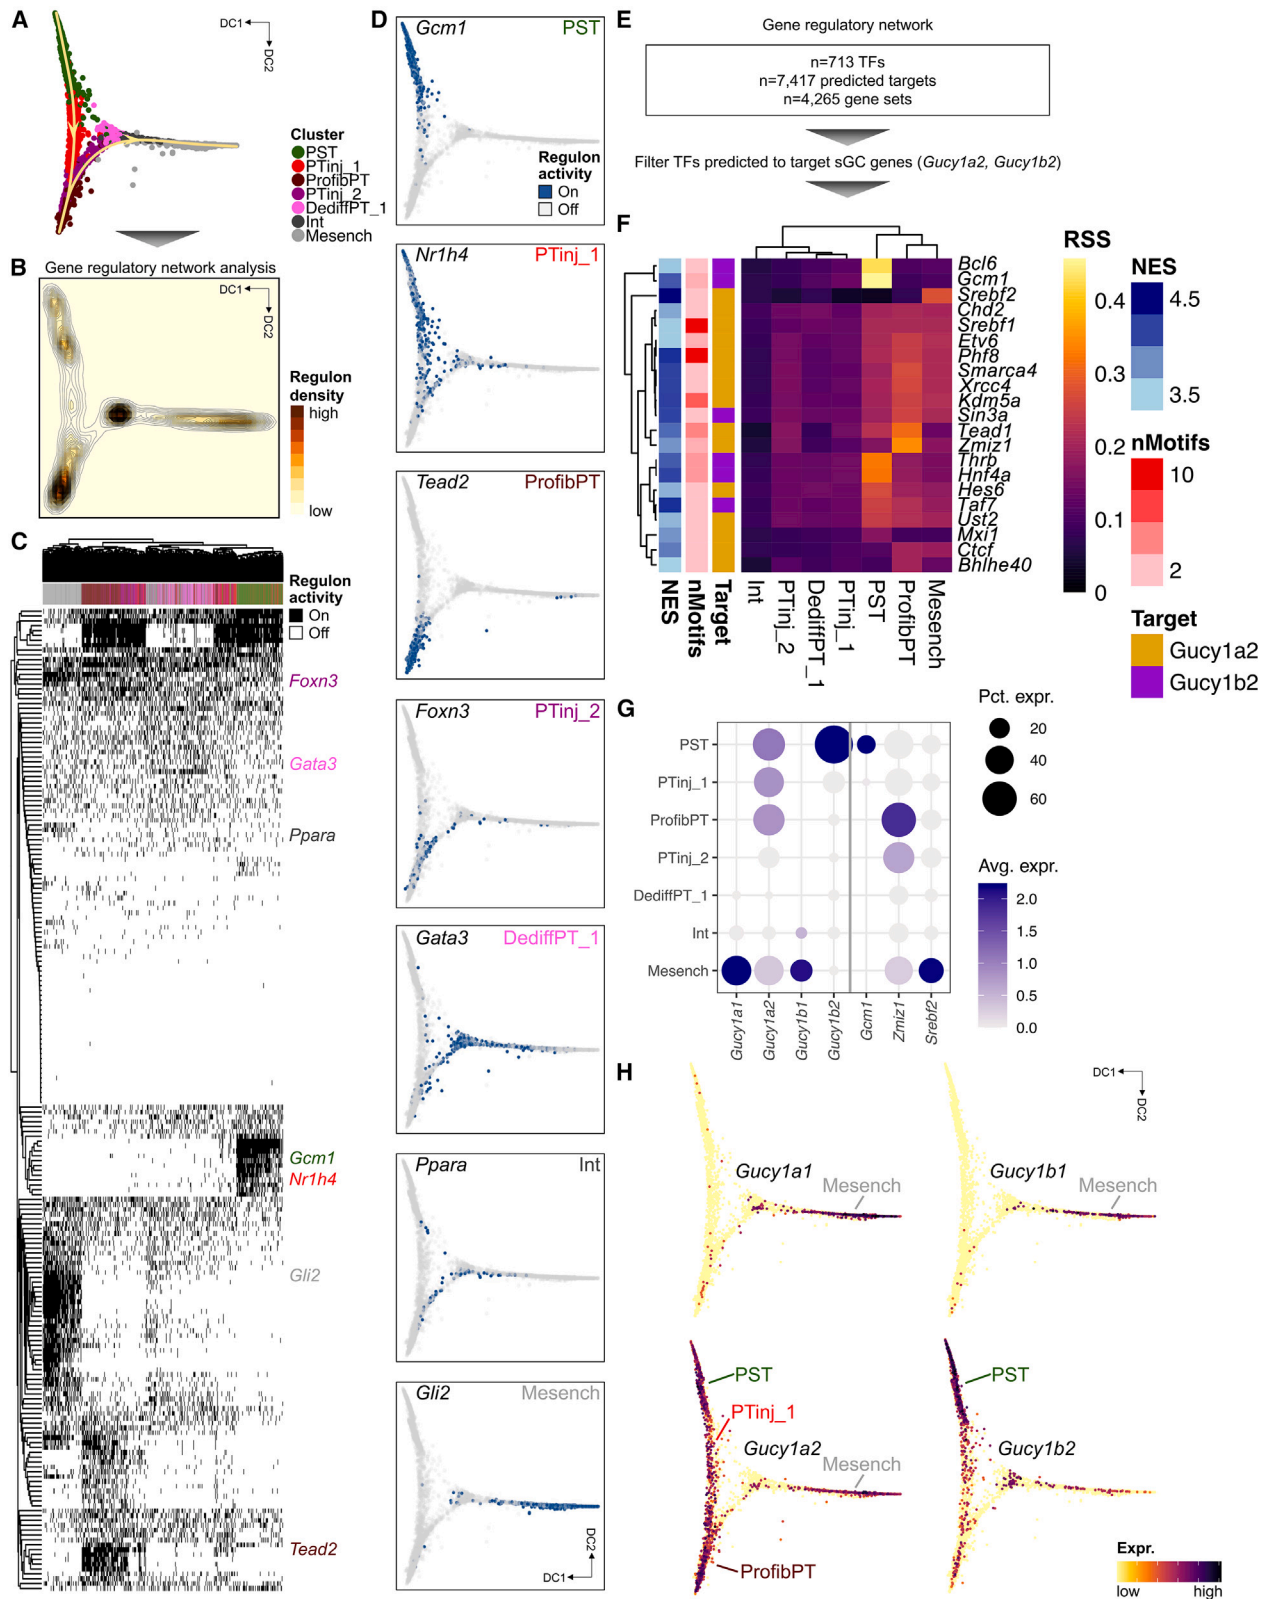 A
DC1
DC2
Cluster
PST
PTinj_1
ProfibPT
PTinj_2
DediffPT_1
Int
Mesench
B
Gene regulatory network analysis
DC1
DC2
Regulon
density
high
low
C
Regulon
activity
On
Off
Foxn3
Gata3
Ppara
Gcm1
Nr1h4
Gli2
Tead2
D
Gcm1
PST
Regulon
activity
On
Off
Nr1h4
PTinj_1
Tead2
ProfibPT
Foxn3
PTinj_2
Gata3
DediffPT_1
Ppara
Int
Gli2
Mesench
DC2
DC1
E
Gene regulatory network
n=713 TFs
n=7,417 predicted targets
n=4,265 gene sets
Filter TFs predicted to target sGC genes (Gucy1a2, Gucy1b2)
F
Bcl6
Gcm1
Srebf2
Chd2
Srebf1
Etv6
Phf8
Smarca4
Xrcc4
Kdm5a
Sin3a
Tead1
Zmiz1
Thrb
Hnf4a
Hes6
Taf7
Ust2
Mxi1
Ctcf
Bhlhe40
NES
nMotifs
Target
Int
PTinj_2
DediffPT_1
PTinj_1
PST
ProfibPT
Mesench
RSS
0.4
0.3
0.2
0.1
0
NES
4.5
3.5
nMotifs
10
2
Target
Gucy1a2
Gucy1b2
G
PST
PTinj_1
ProfibPT
PTinj_2
DediffPT_1
Int
Mesench
Gucy1a1
Gucy1a2
Gucy1b1
Gucy1b2
Gcm1
Zmiz1
Srebf2
Pct. expr.
20
40
60
Avg. expr.
2.0
1.5
1.0
0.5
0.0
H
DC1
DC2
Gucy1a1
Mesench
Gucy1b1
Mesench
PST
PTinj_1
Gucy1a2
Mesench
ProfibPT
PST
Gucy1b2
Expr.
low
high